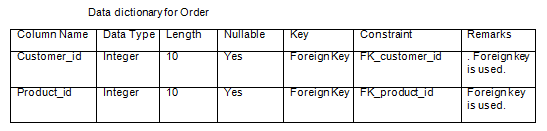 Data dictionary for Order
Column Name Data Type Length Nullable Key Constraint Remarks
Customer_id Integer 10 Yes Foreign Key FK_customer_id . Foreign key
is used.
Product_id Integer 10 Yes Foreign Key FK_product_id Foreign key
is used.